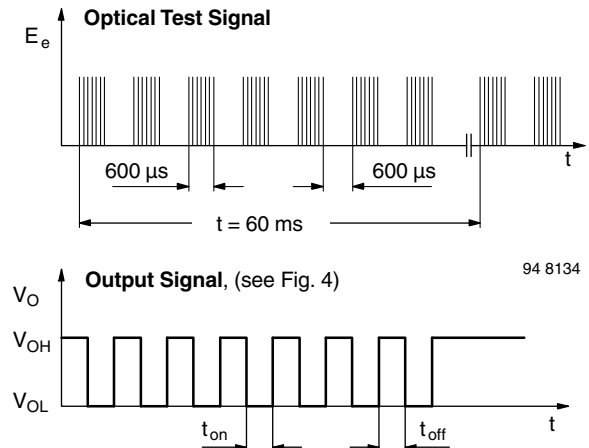 Optical Test Signal
E_e
600 μs
600 μs
t
t = 60 ms
94 8134
Output Signal, (see Fig. 4)
V_O
V_OH
V_OL
t_on
t_off
t